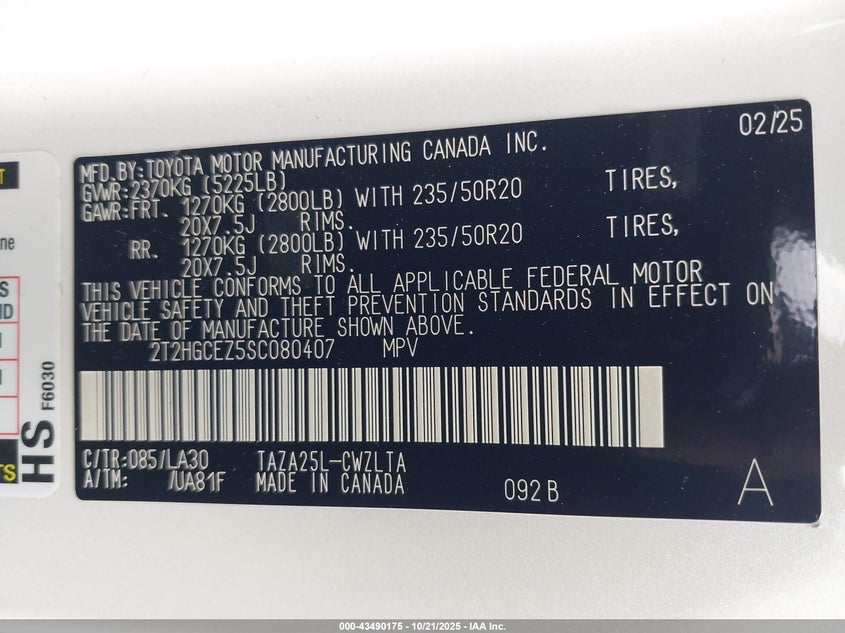 02/25
MFD.BY:TOYOTA MOTOR MANUFACTURING CANADA INC.
GVWR:2370KG (5225LB)
GAWR:FRT. 1270KG (2800LB) WITH 235/50R20 TIRES,
20X7.5J RIMS.
RR. 1270KG (2800LB) WITH 235/50R20 TIRES,
20X7.5J RIMS.
THIS VEHICLE CONFORMS TO ALL APPLICABLE FEDERAL MOTOR
VEHICLE SAFETY AND THEFT PREVENTION STANDARDS IN EFFECT ON
THE DATE OF MANUFACTURE SHOWN ABOVE.
2T2HGCEZ5SC080407 MPV
C/TR:085/LA30 TAZA25L-CWZLTA
A/TM: /UA81F MADE IN CANADA
092B
A
HS F6030
000-43490175 - 10/21/2025 - IAA Inc.